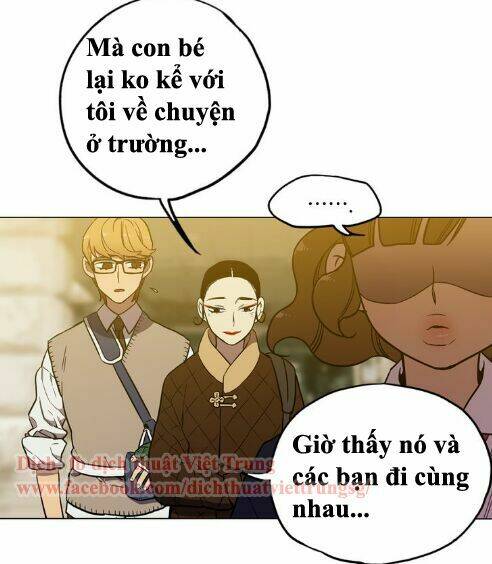 Mà con bé
lại ko kể với
tôi về chuyện
ở trường...
.......
Giờ thấy nó và
các bạn đi cùng
nhau...
Dịch: Tổ dịch thuật Việt Trung
www.facebook.com/dichthuatviettrungsg/